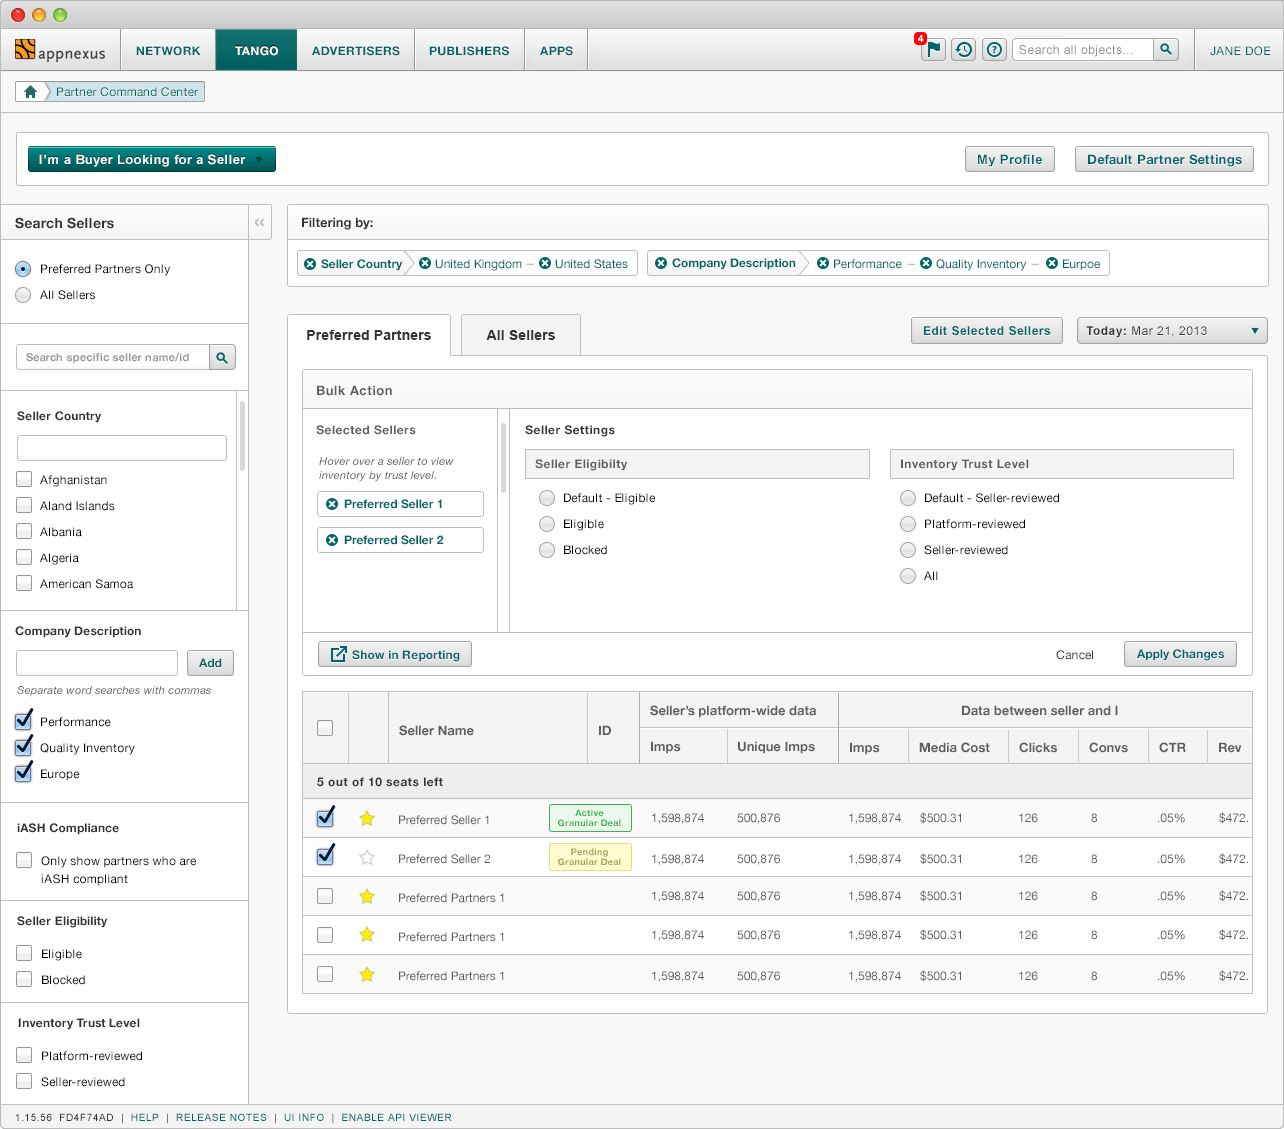 appnexus
NETWORK
TANGO
ADVERTISERS
PUBLISHERS
APPS
4
Search all objects...
JANE DOE
Partner Command Center
I'm a Buyer Looking for a Seller
My Profile
Default Partner Settings
Search Sellers
«
Preferred Partners Only
All Sellers
Search specific seller name/id
Seller Country
Afghanistan
Aland Islands
Albania
Algeria
American Samoa
Company Description
Add
Separate word searches with commas
Performance
Quality Inventory
Europe
iASH Compliance
Only show partners who are
iASH compliant
Seller Eligibility
Eligible
Blocked
Inventory Trust Level
Platform-reviewed
Seller-reviewed
Filtering by:
Seller Country United Kingdom – United States
Company Description Performance – Quality Inventory – Eurpoe
Preferred Partners
All Sellers
Edit Selected Sellers
Today: Mar 21, 2013
Bulk Action
Selected Sellers
Hover over a seller to view
inventory by trust level.
Preferred Seller 1
Preferred Seller 2
Seller Settings
Seller Eligibilty
Default - Eligible
Eligible
Blocked
Inventory Trust Level
Default - Seller-reviewed
Platform-reviewed
Seller-reviewed
All
Show in Reporting
Cancel
Apply Changes
Seller Name ID Seller's platform-wide data Data between seller and I
Imps Unique Imps Imps Media Cost Clicks Convs CTR Rev
5 out of 10 seats left
Preferred Seller 1 Active Granular Deal 1,598,874 500,876 1,598,874 $500.31 126 8 .05% $472.
Preferred Seller 2 Pending Granular Deal 1,598,874 500,876 1,598,874 $500.31 126 8 .05% $472.
Preferred Partners 1 1,598,874 500,876 1,598,874 $500.31 126 8 .05% $472.
Preferred Partners 1 1,598,874 500,876 1,598,874 $500.31 126 8 .05% $472.
Preferred Partners 1 1,598,874 500,876 1,598,874 $500.31 126 8 .05% $472.
1.15.56 FD4F74AD | HELP | RELEASE NOTES | UI INFO | ENABLE API VIEWER